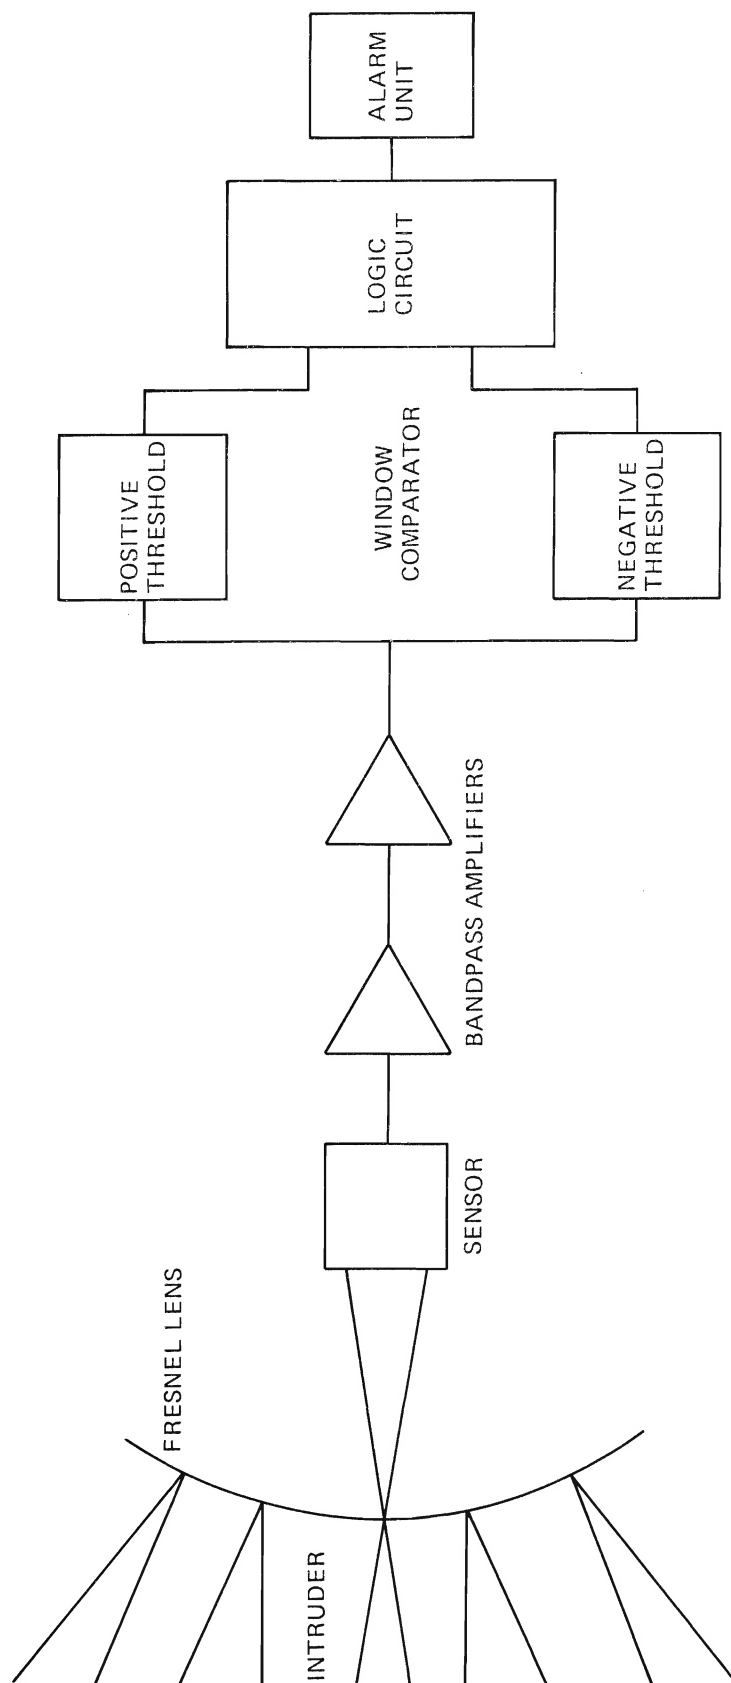 INTRUDER
FRESNEL LENS
SENSOR
BANDPASS AMPLIFIERS
POSITIVE
THRESHOLD
WINDOW
COMPARATOR
NEGATIVE
THRESHOLD
LOGIC
CIRCUIT
ALARM
UNIT